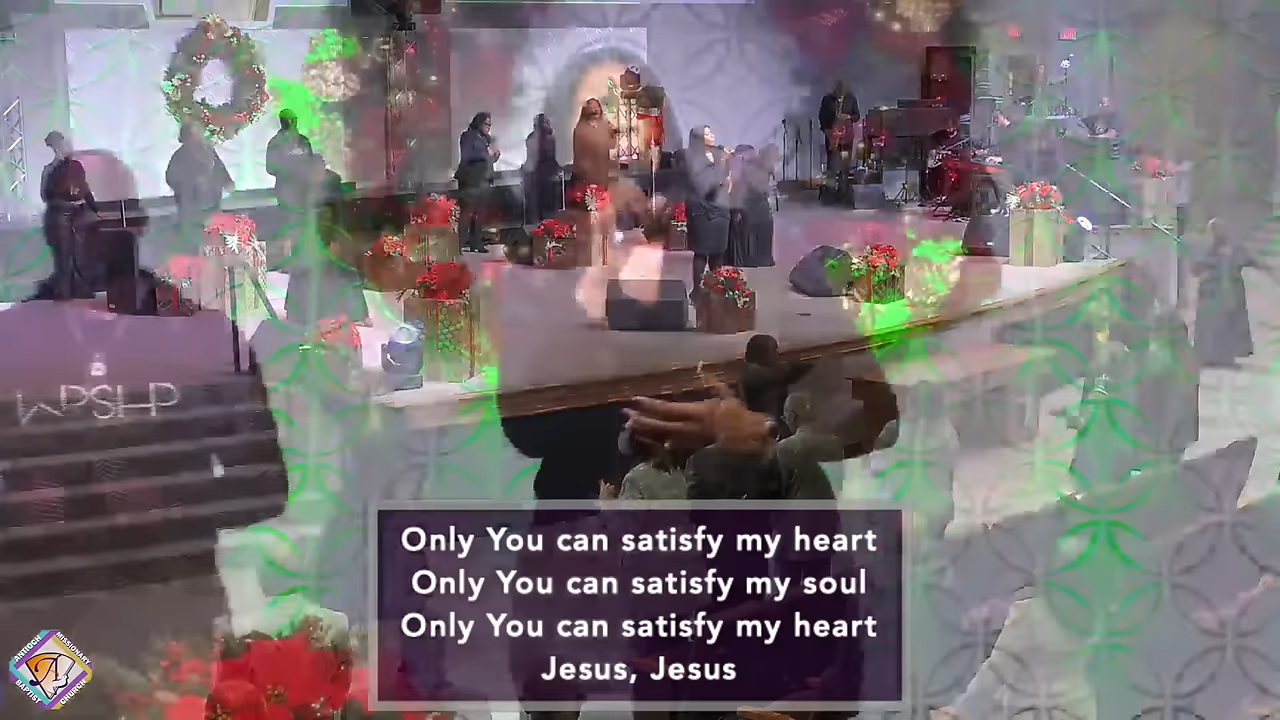 WPSHP
Only You can satisfy my heart
Only You can satisfy my soul
Only You can satisfy my heart
Jesus, Jesus
ANTIOCH MISSIONARY
BAPTIST CHURCH